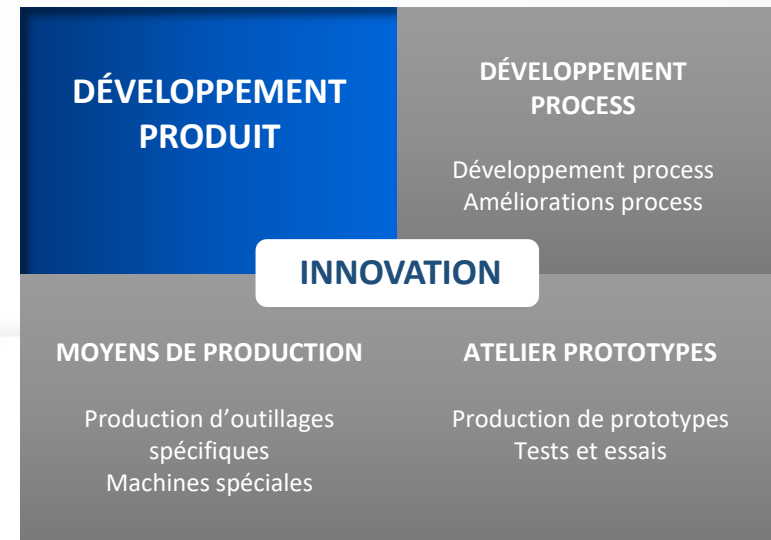 DÉVELOPPEMENT
PRODUIT
DÉVELOPPEMENT
PROCESS
Développement process
Améliorations process
INNOVATION
MOYENS DE PRODUCTION
Production d’outillages
spécifiques
Machines spéciales
ATELIER PROTOTYPES
Production de prototypes
Tests et essais